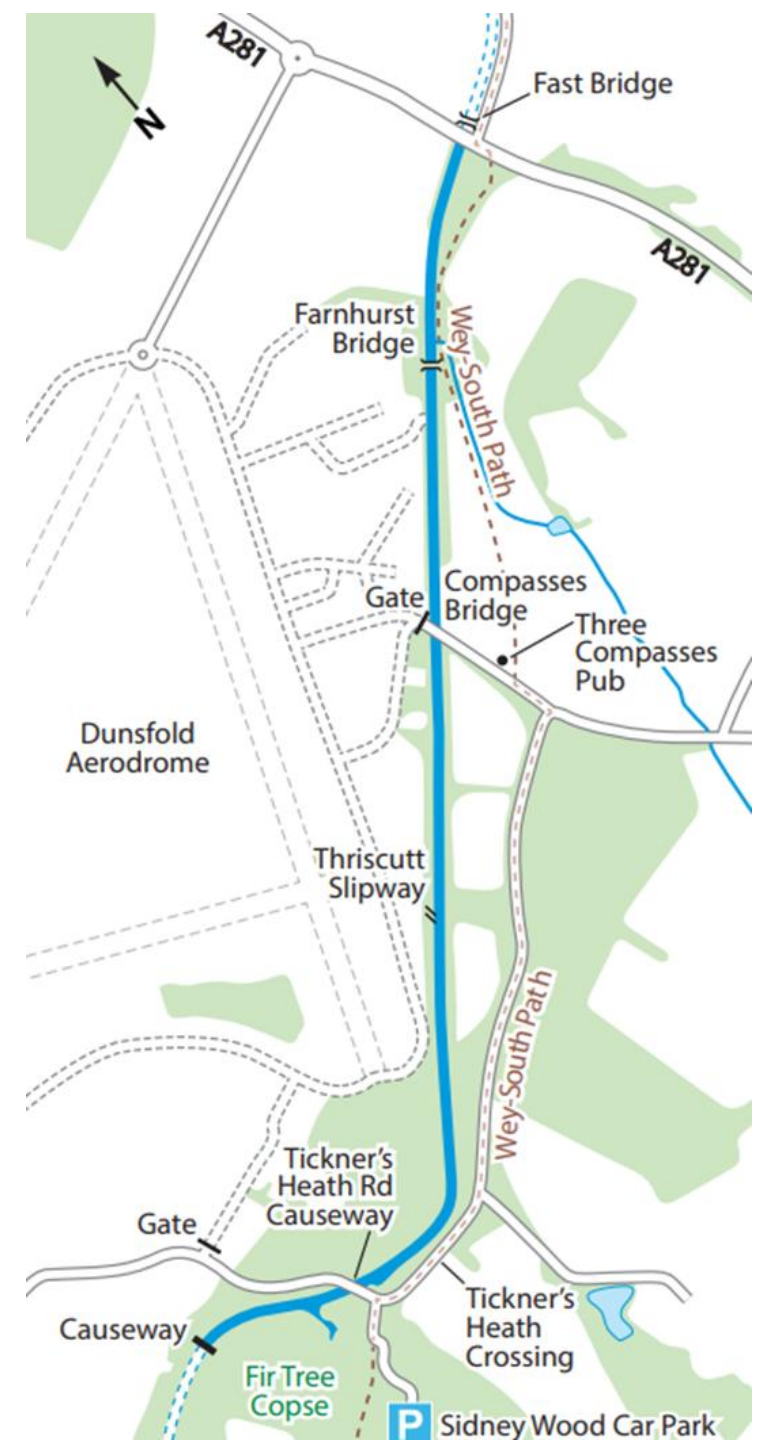 A281
N
Fast Bridge
A281
Farnhurst
Bridge
Wey-South Path
Compasses
Bridge
Gate
Three
Compasses
Pub
Dunsfold
Aerodrome
Thriscutt
Slipway
Wey-South Path
Tickner's
Heath Rd
Causeway
Gate
Tickner's
Heath
Crossing
Causeway
Fir Tree
Copse
P Sidney Wood Car Park